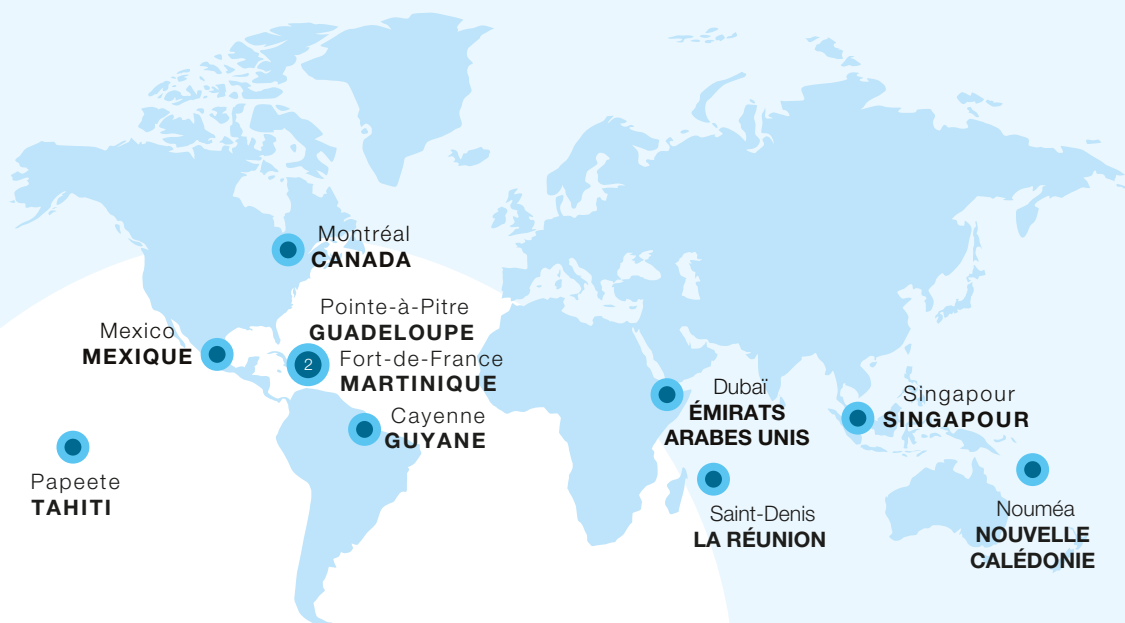 Montréal
CANADA
Pointe-à-Pitre
GUADELOUPE
Mexico
MEXIQUE
2
Fort-de-France
MARTINIQUE
Cayenne
GUYANE
Dubaï
ÉMIRATS
ARABES UNIS
Singapour
SINGAPOUR
Papeete
TAHITI
Saint-Denis
LA RÉUNION
Nouméa
NOUVELLE
CALÉDONIE